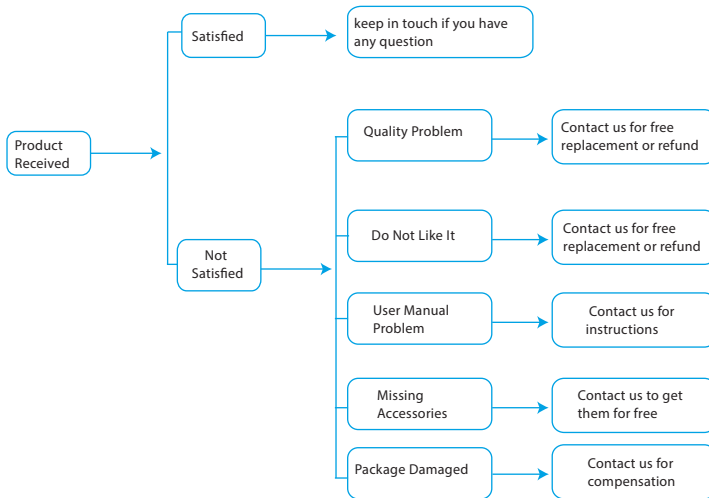 Satisfied
keep in touch if you have
any question
Product
Received
Not
Satisfied
Quality Problem
Contact us for free
replacement or refund
Do Not Like It
Contact us for free
replacement or refund
User Manual
Problem
Contact us for
instructions
Missing
Accessories
Contact us to get
them for free
Package Damaged
Contact us for
compensation